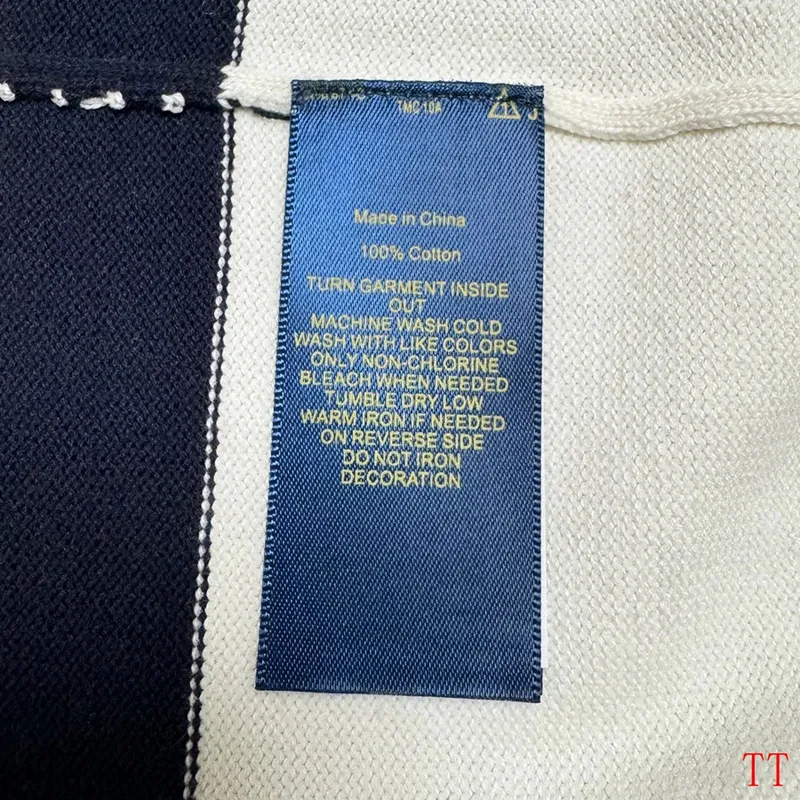 TMC 10A
1
J
Made in China
100% Cotton
TURN GARMENT INSIDE
OUT
MACHINE WASH COLD
WASH WITH LIKE COLORS
ONLY NON-CHLORINE
BLEACH WHEN NEEDED
TUMBLE DRY LOW
WARM IRON IF NEEDED
ON REVERSE SIDE
DO NOT IRON
DECORATION
TT